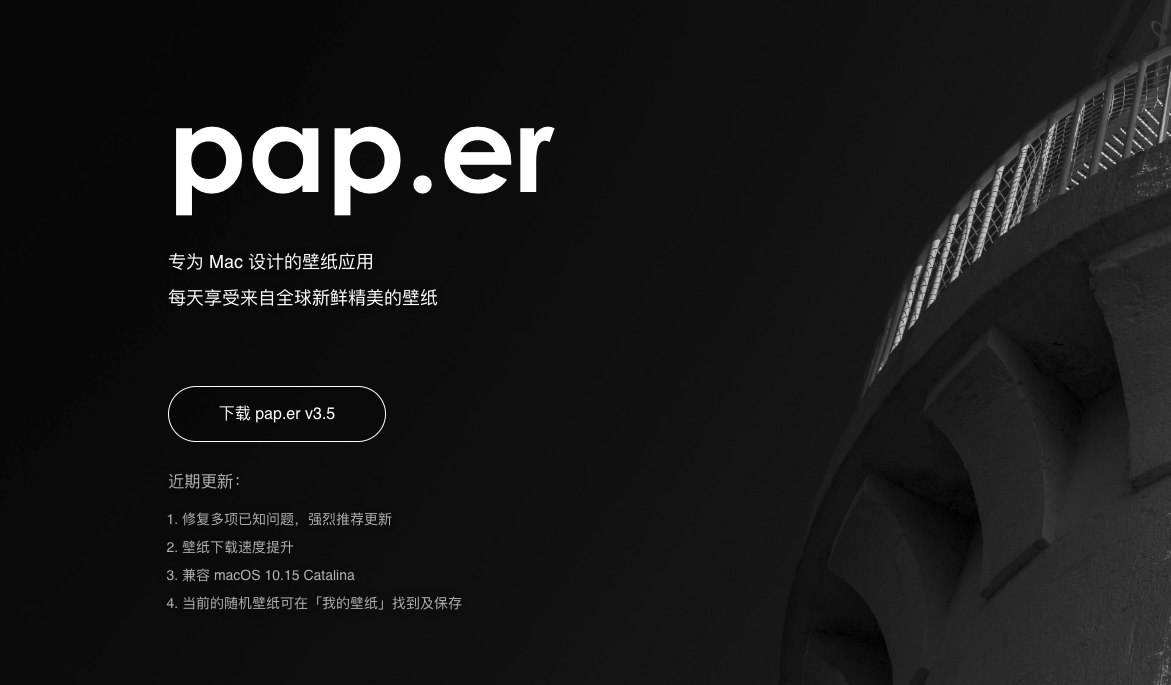 pap.er
专为 Mac 设计的壁纸应用
每天享受来自全球新鲜精美的壁纸
下载 pap.er v3.5
近期更新：
1. 修复多项已知问题，强烈推荐更新
2. 壁纸下载速度提升
3. 兼容 macOS 10.15 Catalina
4. 当前的随机壁纸可在「我的壁纸」找到及保存